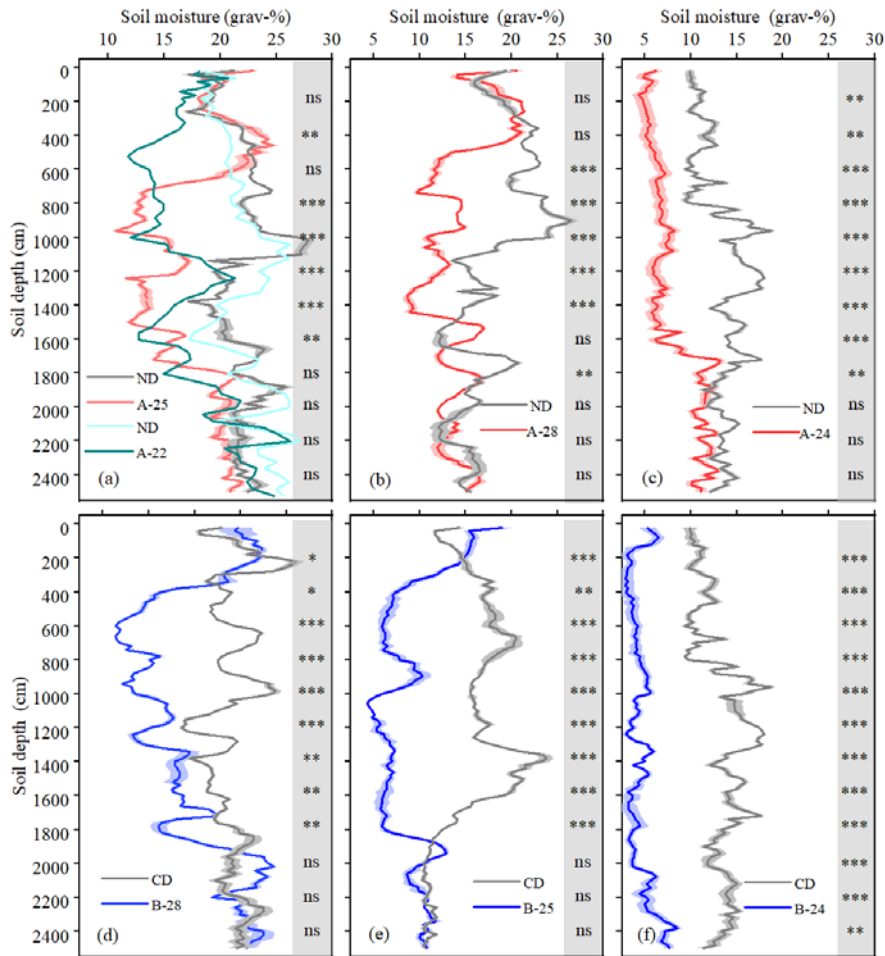 Soil moisture (grav-%) Soil moisture (grav-%) Soil moisture (grav-%)
10 15 20 25 30 5 10 15 20 25 30 5 10 15 20 25 30
Soil depth (cm)
0
200
400
600
800
1000
1200
1400
1600
1800
2000
2200
2400
ns
**
ns
***
***
***
***
**
ns
ns
ns
ns
ND
A-25
ND
A-22
(a)
ns
ns
***
***
***
***
***
ns
**
ns
ns
ns
ND
A-28
(b)
**
**
***
***
***
***
***
***
**
ns
ns
ns
ND
A-24
(c)
Soil depth (cm)
0
200
400
600
800
1000
1200
1400
1600
1800
2000
2200
2400
*
*
***
***
***
***
**
**
**
ns
ns
ns
CD
B-28
(d)
***
**
***
***
***
***
***
***
***
ns
ns
ns
CD
B-25
(e)
***
***
***
***
***
***
***
***
***
***
***
**
CD
B-24
(f)